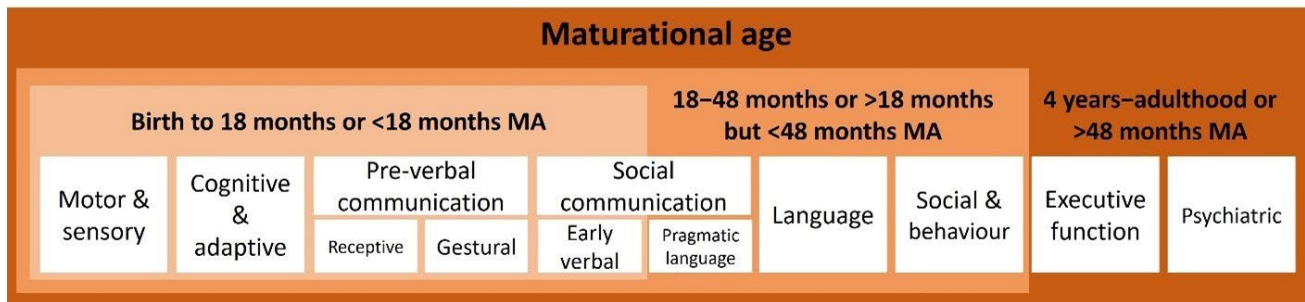 Maturational age
Birth to 18 months or <18 months MA
18–48 months or >18 months
but <48 months MA
4 years–adulthood or
>48 months MA
Motor &
sensory
Cognitive
&
adaptive
Pre-verbal
communication
Receptive
Gestural
Social
communication
Early
verbal
Pragmatic
language
Language
Social &
behaviour
Executive
function
Psychiatric